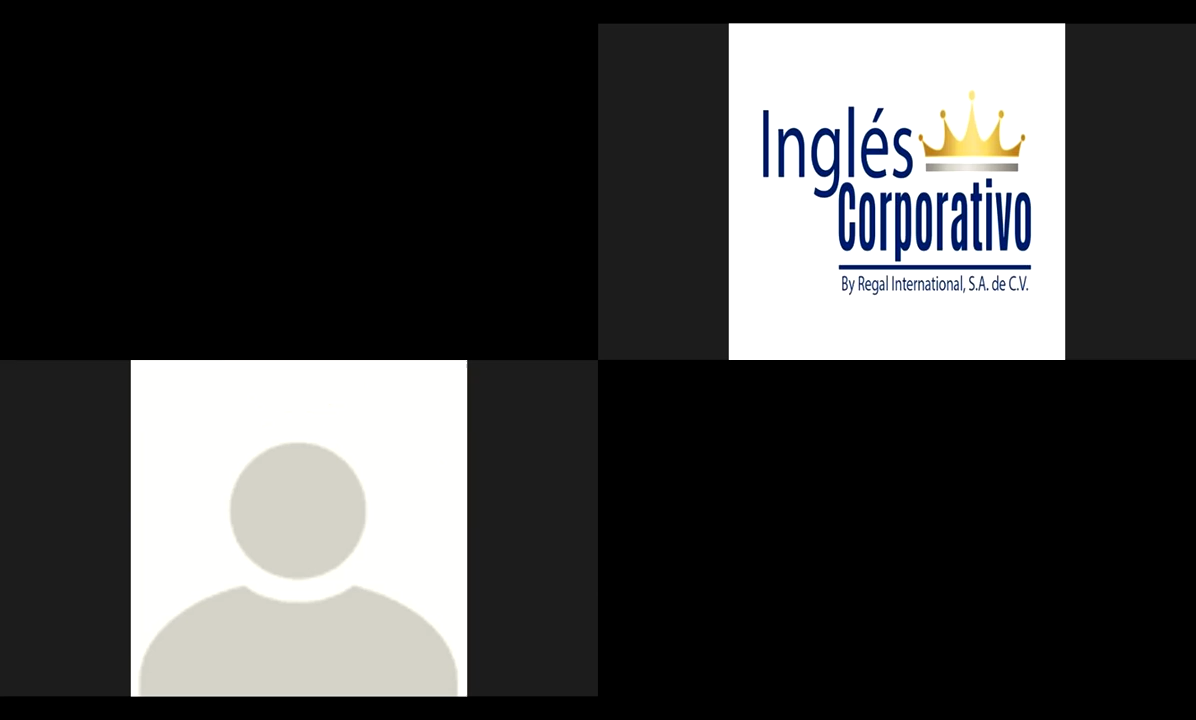 Inglés
Corporativo
By Regal International, S.A. de C.V.